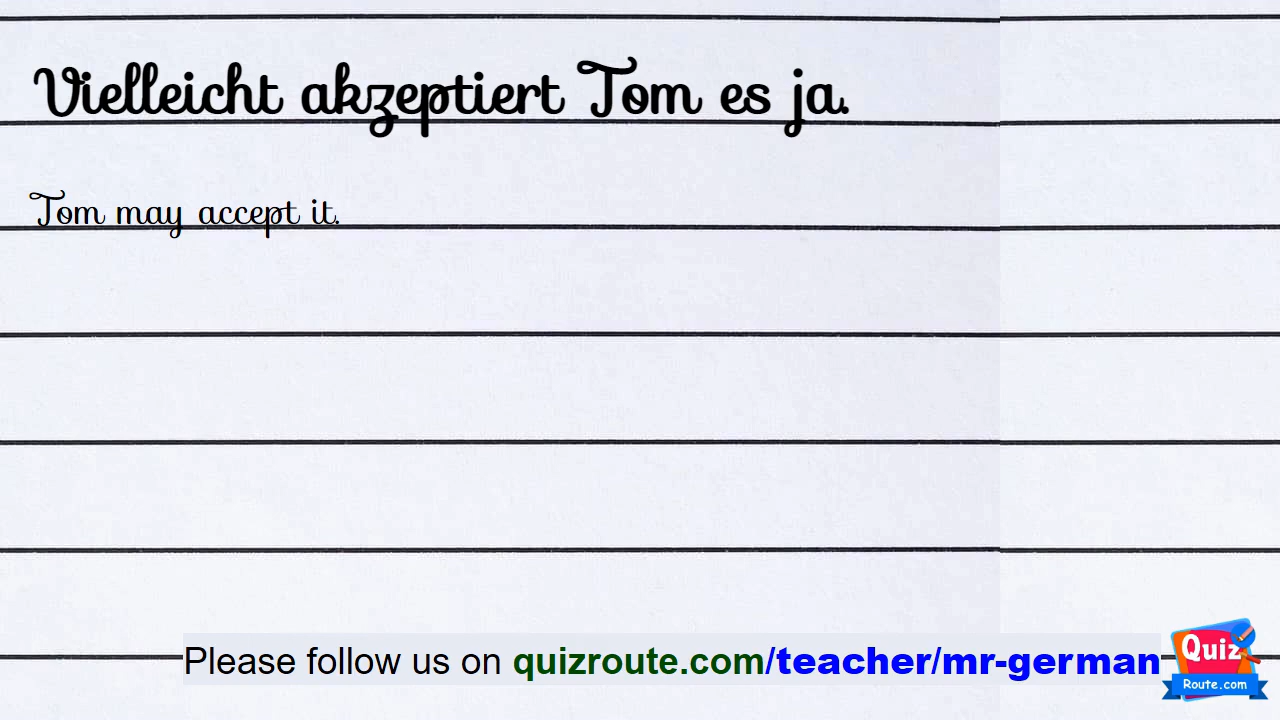 Vielleicht akzeptiert Tom es ja.
Tom may accept it.
Please follow us on quizroute.com/teacher/mr-german
Quiz
Route.com